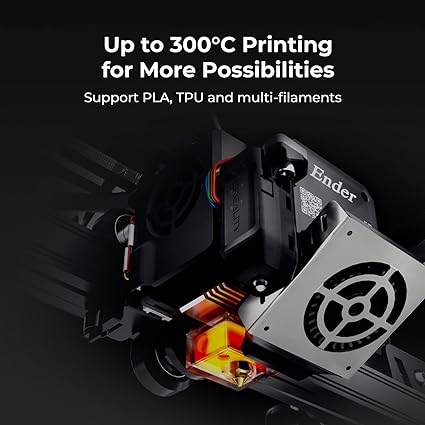 Up to 300°C Printing
for More Possibilities
Support PLA, TPU and multi-filaments
Ender